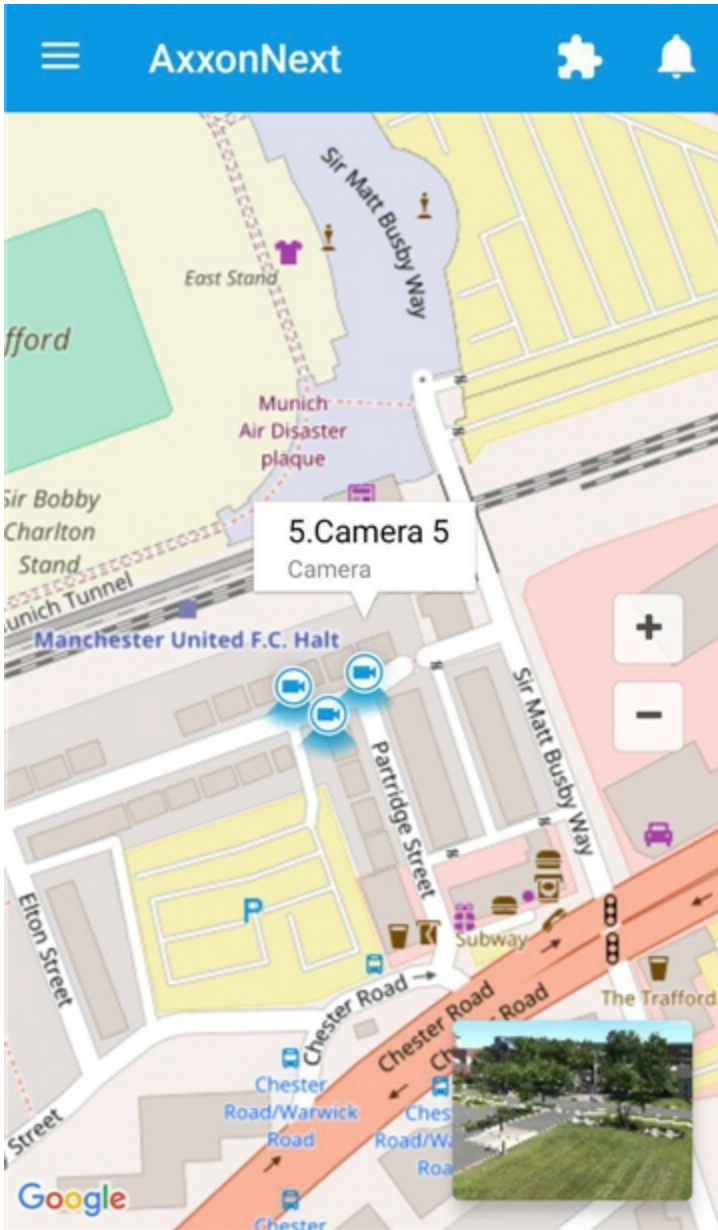 AxxonNext
Sir Matt Busby Way
East Stand
fford
Munich
Air Disaster
plaque
Sir Bobby
Charlton
Stand
unich Tunnel
5.Camera 5
Camera
Manchester United F.C. Halt
+
−
Sir Matt Busby Way
Partridge Street
Elton Street
P
Subway
Chester Road
Chester Road
Road
The Trafford
Chester
Road/Warwick
Road
Ches
Road/Wa
Roa
Street
Google
Chester